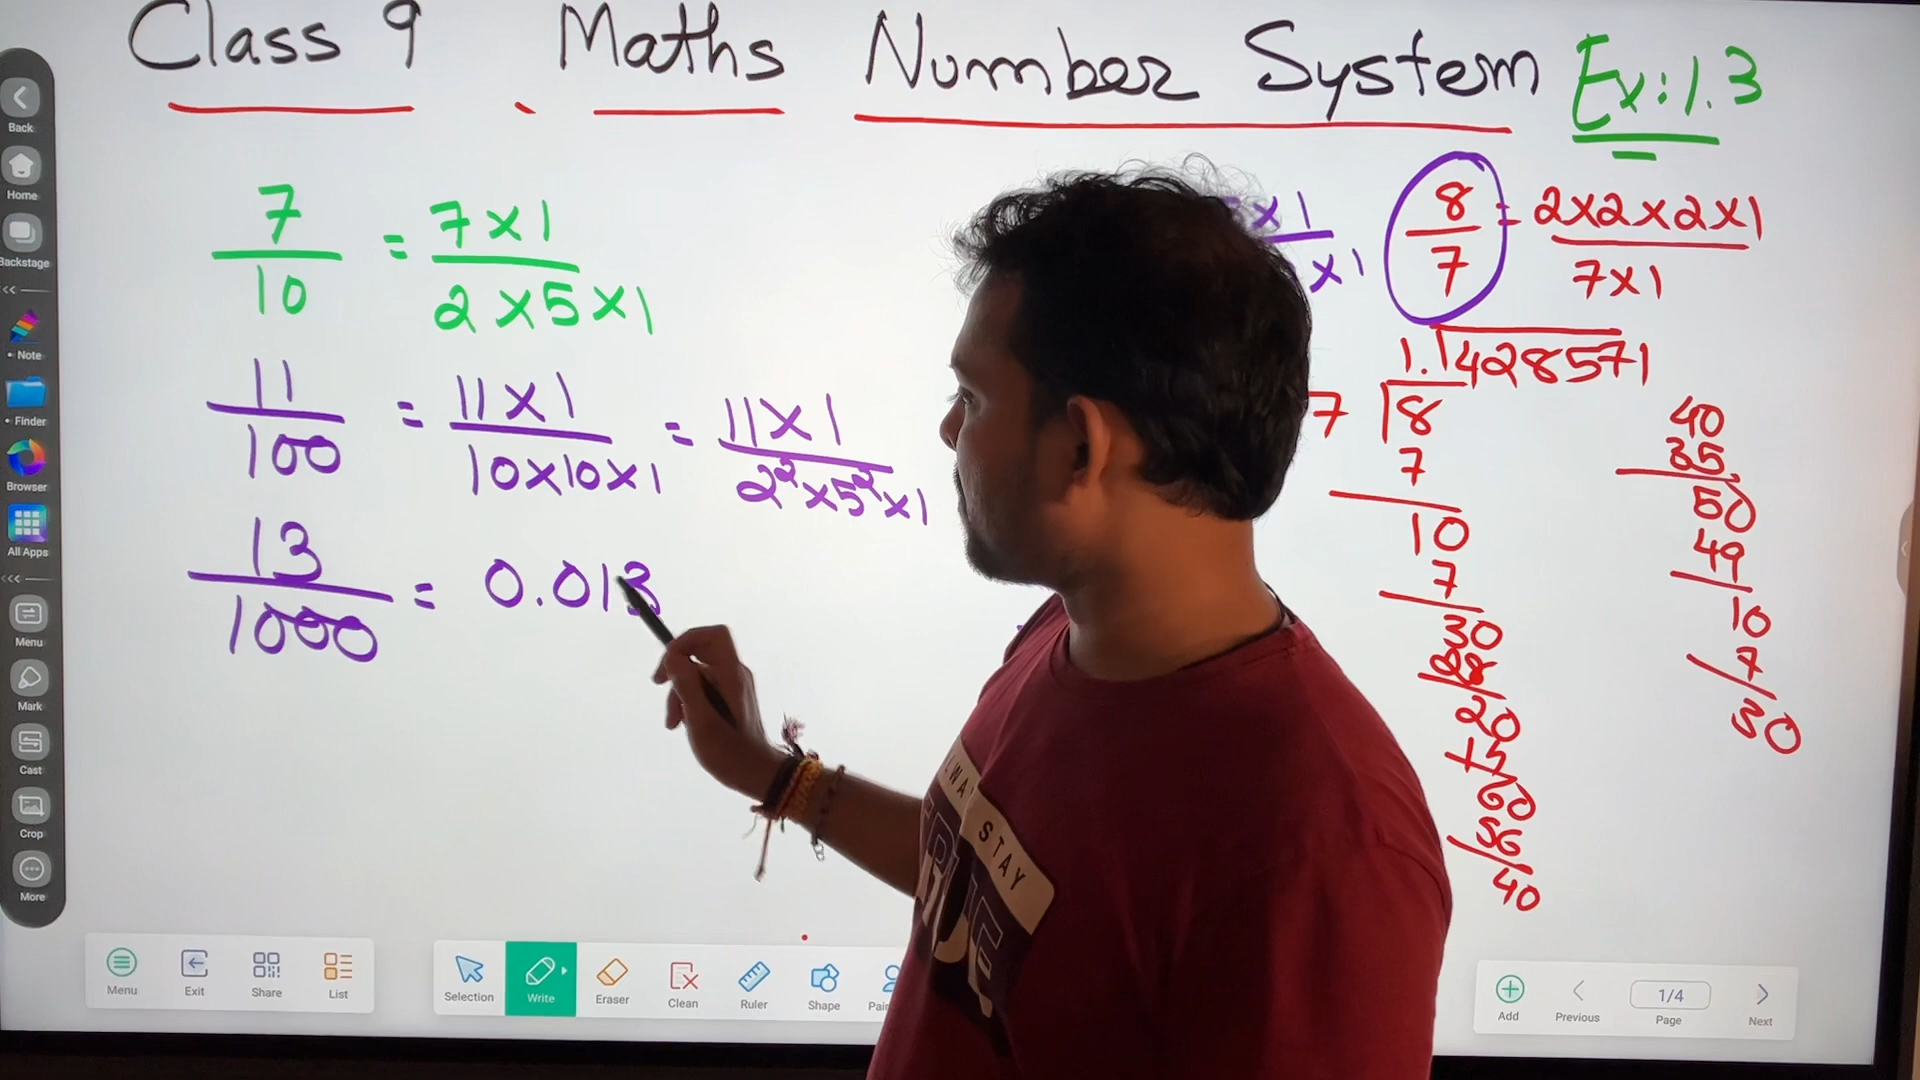 Class 9 Maths Number System Ex:1.3
7/10 = 7×1/2×5×1
11/100 = 11×1/10×10×1 = 11×1/2²×5²×1
13/1000 = 0.013
×1
×1
8/7 = 2×2×2×1/7×1
1.1428571
7 8
7
10
7
30
28
20
60
56
40
40
35
50
49
10
7
30
STAY
Back
Home
Backstage
Note
Finder
Browser
All Apps
Menu
Mark
Cast
Crop
More
Menu Exit Share List
Selection Write Eraser Clean Ruler Shape
Add Previous 1/4 Page Next